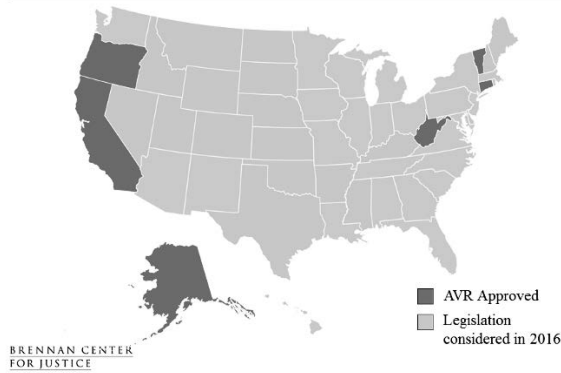 AVR Approved
Legislation
considered in 2016
BRENNAN CENTER
FOR JUSTICE